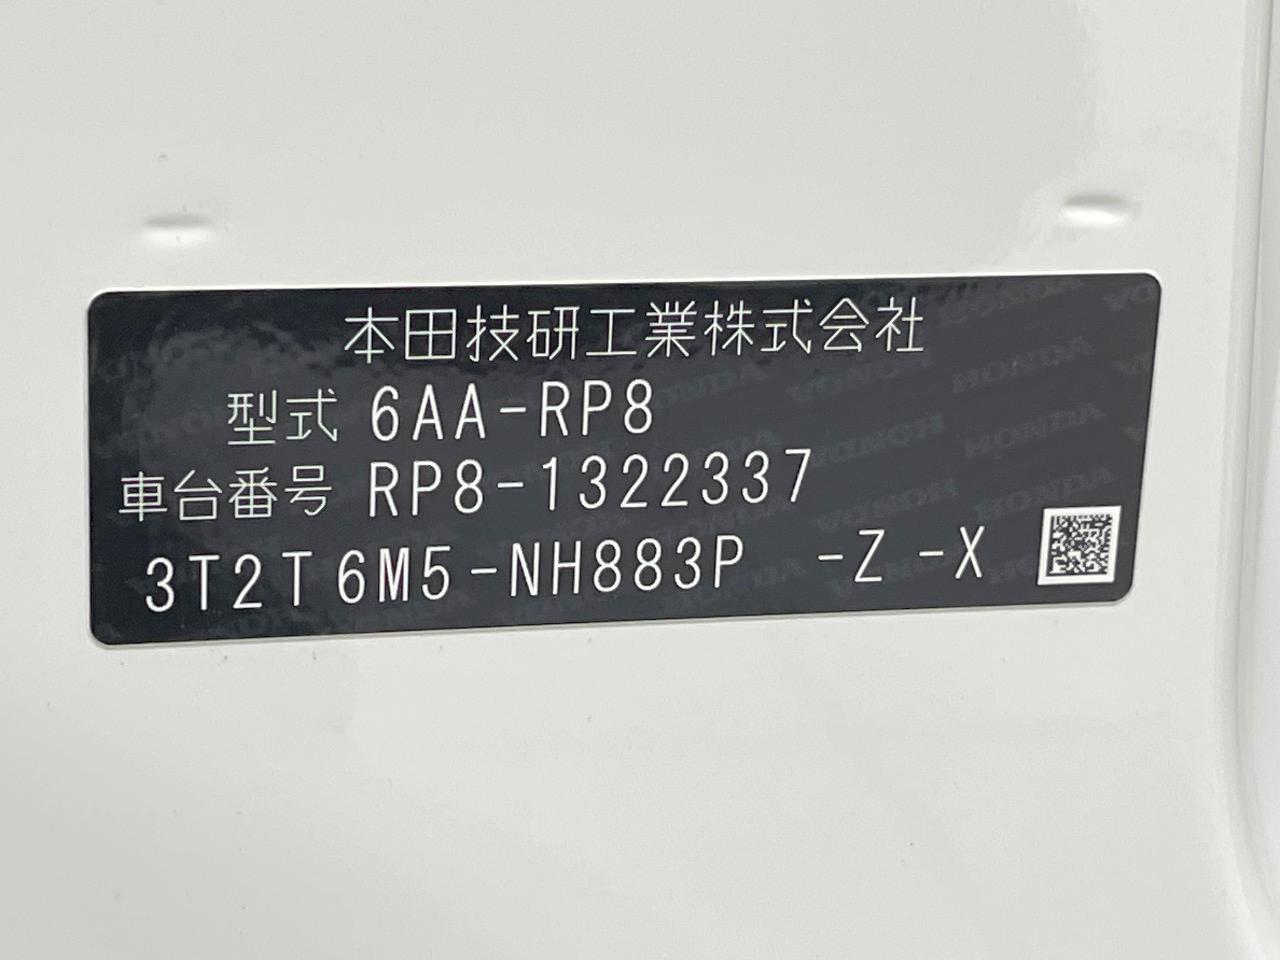 本田技研工業株式会社
型式 6AA-RP8
車台番号 RP8-1322337
3T2T6M5-NH883P -Z -X